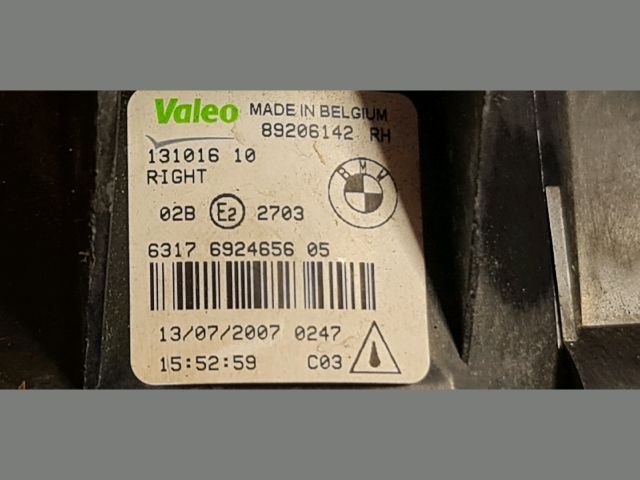 Valeo MADE IN BELGIUM
89206142 RH
131016 10
RIGHT
BMW
02B E2 2703
6317 6924656 05
13/07/2007 0247
15:52:59 C03